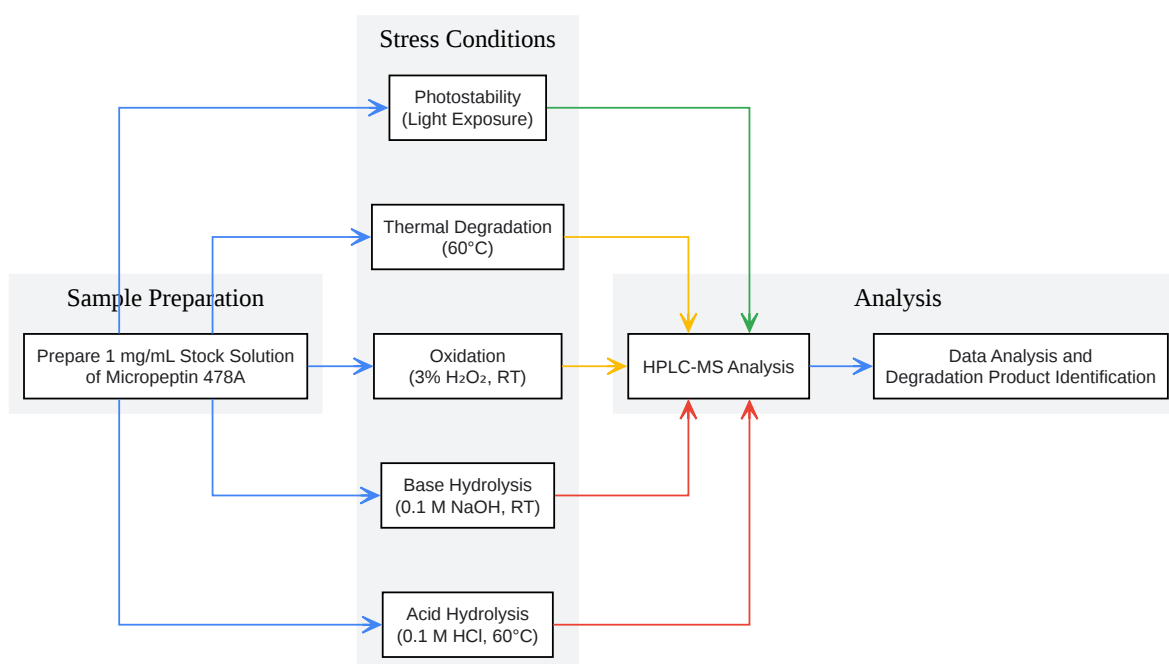 Stress Conditions
Photostability
(Light Exposure)
Thermal Degradation
(60°C)
Sample Preparation
Prepare 1 mg/mL Stock Solution
of Micropeptin 478A
Oxidation
(3% H₂O₂, RT)
Base Hydrolysis
(0.1 M NaOH, RT)
Acid Hydrolysis
(0.1 M HCl, 60°C)
Analysis
HPLC-MS Analysis
Data Analysis and
Degradation Product Identification